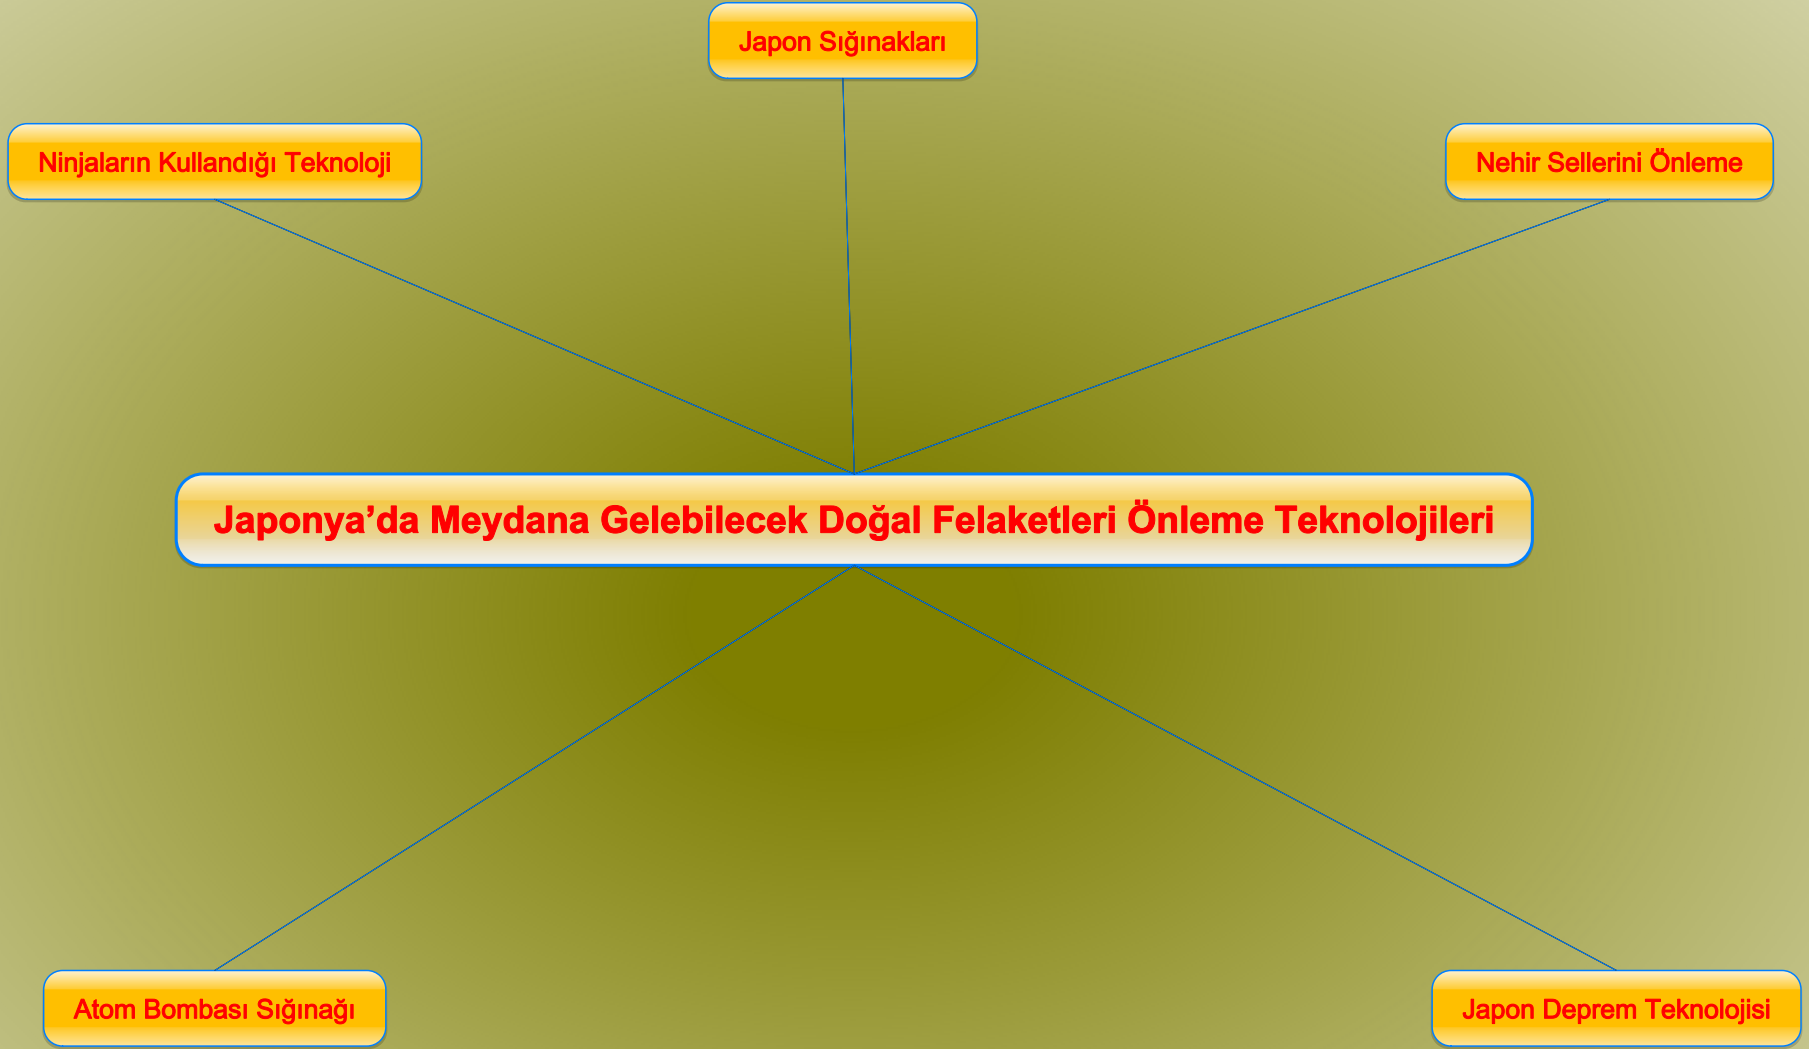 Japon Sığınakları
Ninjaların Kullandığı Teknoloji
Nehir Sellerini Önleme
Japonya’da Meydana Gelebilecek Doğal Felaketleri Önleme Teknolojileri
Atom Bombası Sığınağı
Japon Deprem Teknolojisi